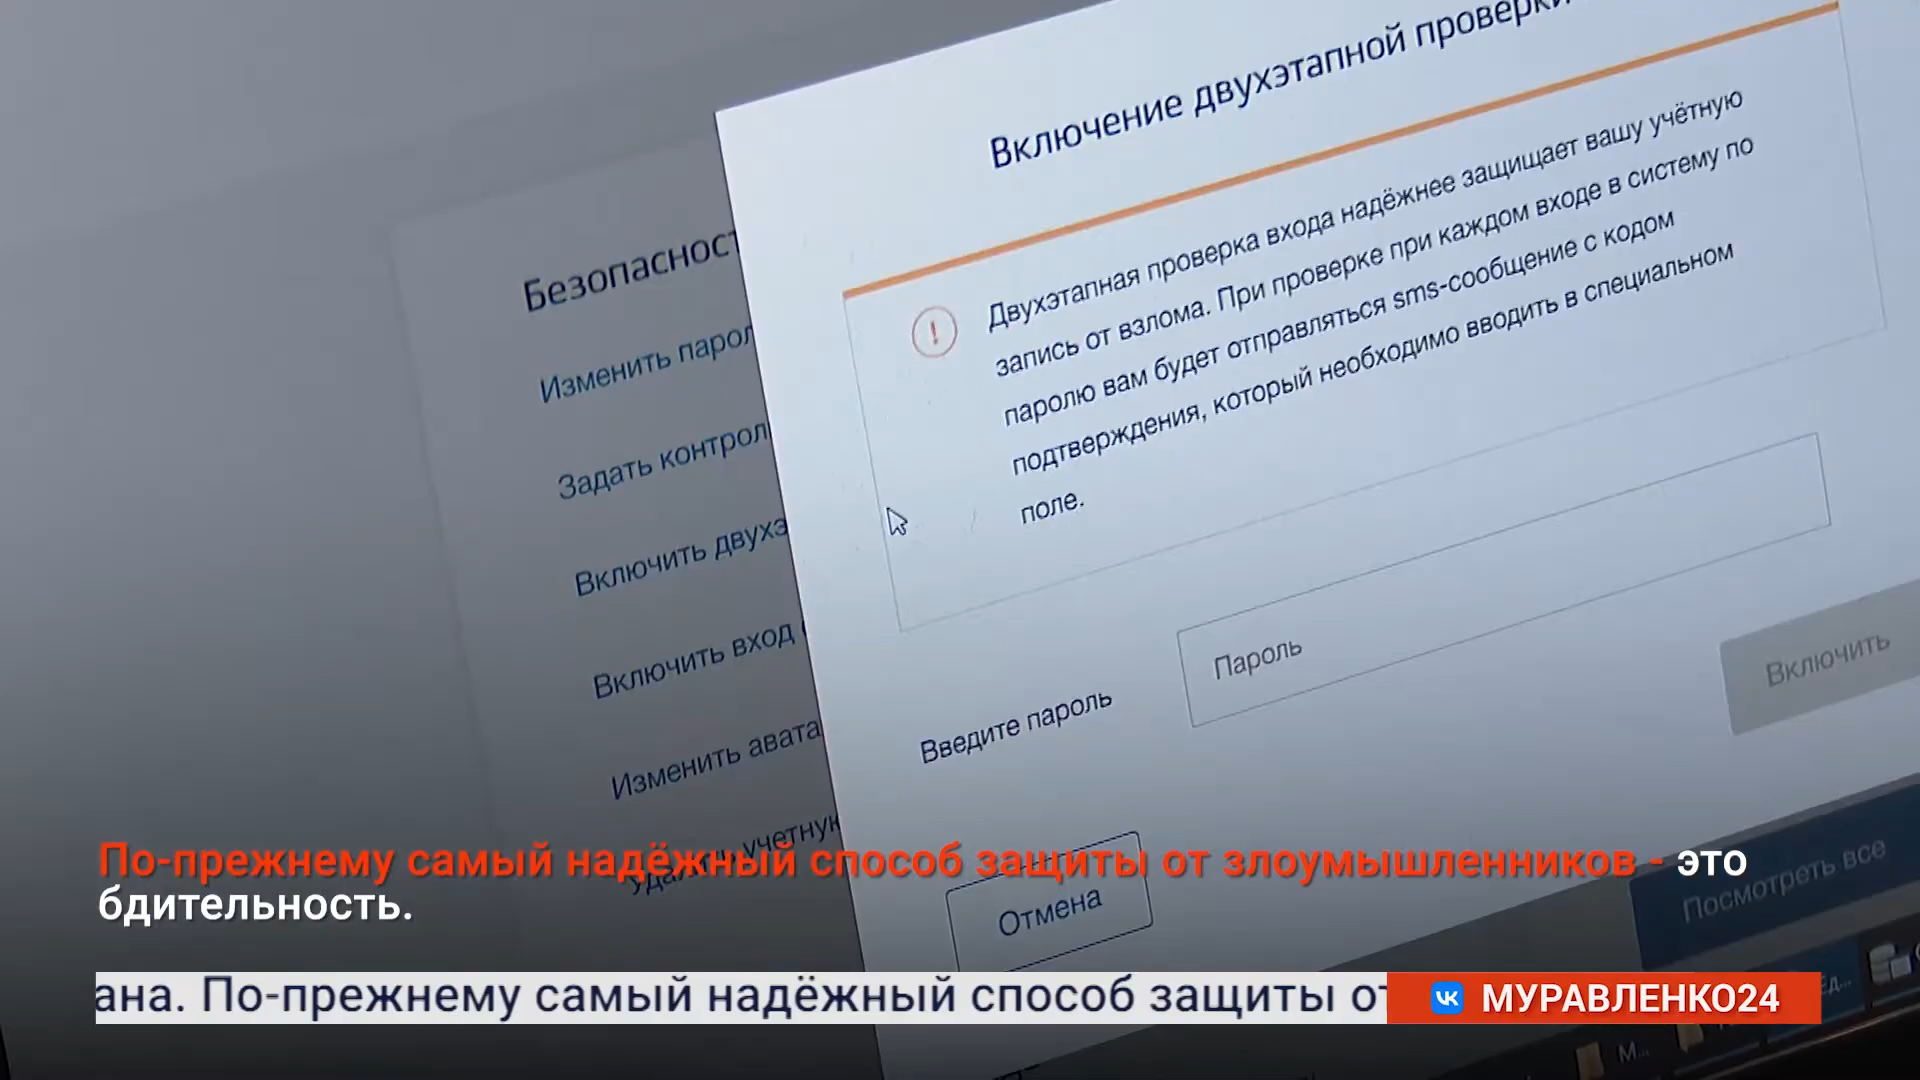 Включение двухэтапной проверки
Двухэтапная проверка входа надёжнее защищает вашу учётную
запись от взлома. При проверке при каждом входе в систему по
паролю вам будет отправляться sms-сообщение с кодом
подтверждения, который необходимо вводить в специальном
поле.
Введите пароль
Пароль
Включить
Отмена
Посмотреть все
Безопасност
Изменить парол
Задать контрол
Включить двухэ
Включить вход
Изменить авата
Удалить учетную
По-прежнему самый надёжный способ защиты от злоумышленников - это
бдительность.
ана. По-прежнему самый надёжный способ защиты от
МУРАВЛЕНКО24
М...